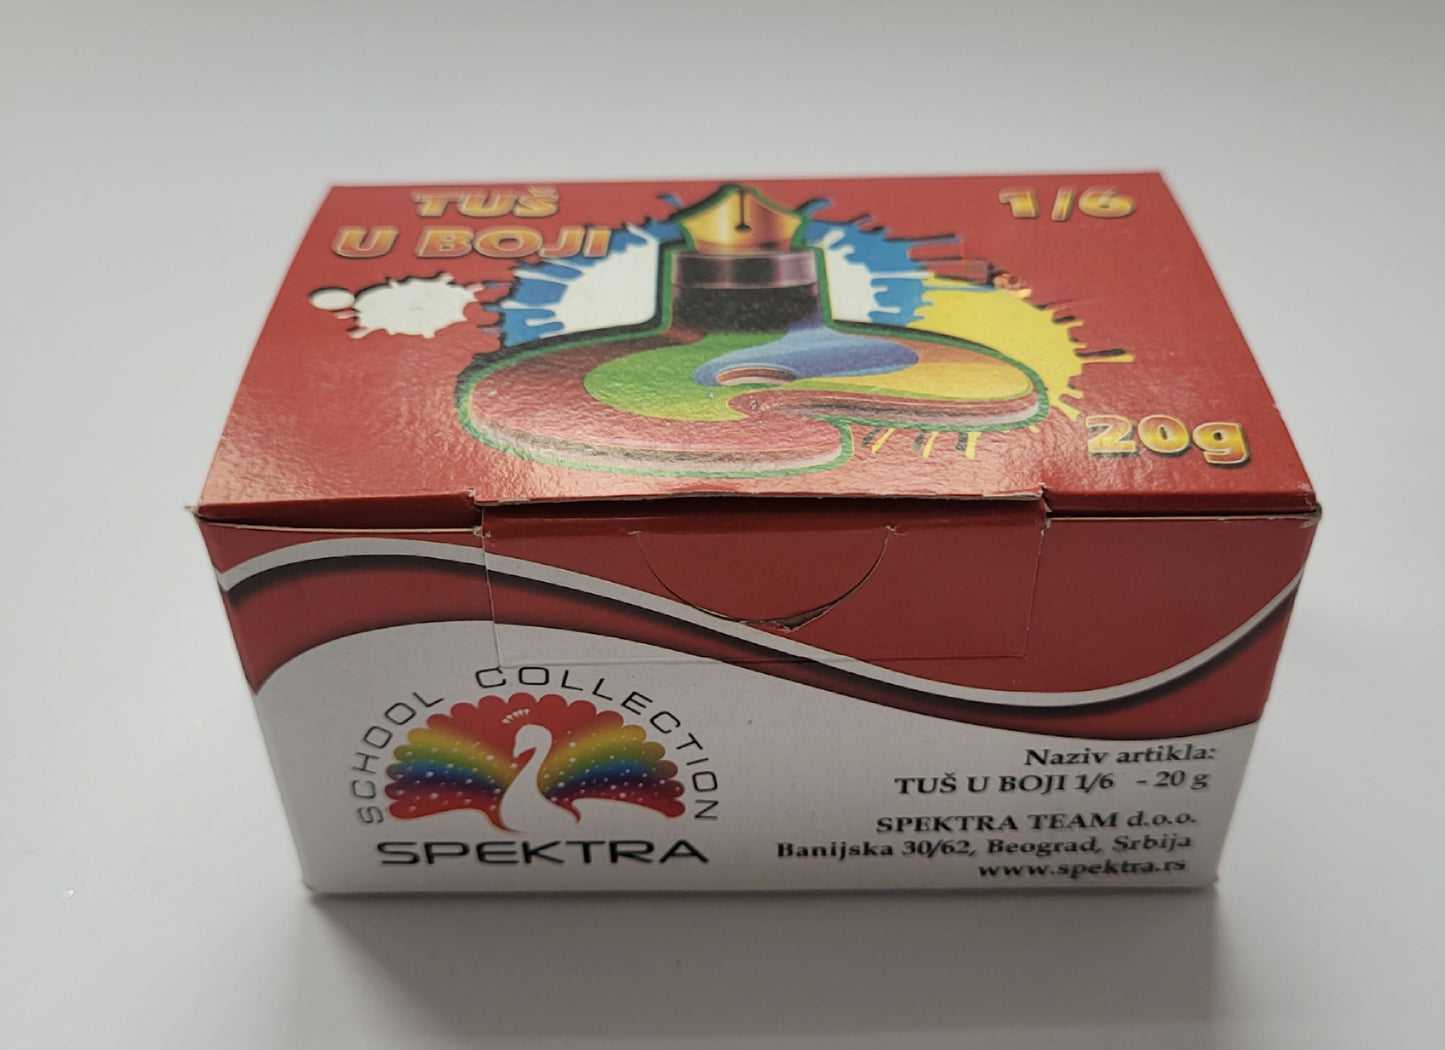 TUŠ
U BOJI
1/6
20g
SCHOOL COLLECTION
SPEKTRA
Naziv artikla:
TUŠ U BOJI 1/6 - 20 g
SPEKTRA TEAM d.o.o.
Banijska 30/62, Beograd, Srbija
www.spektra.rs